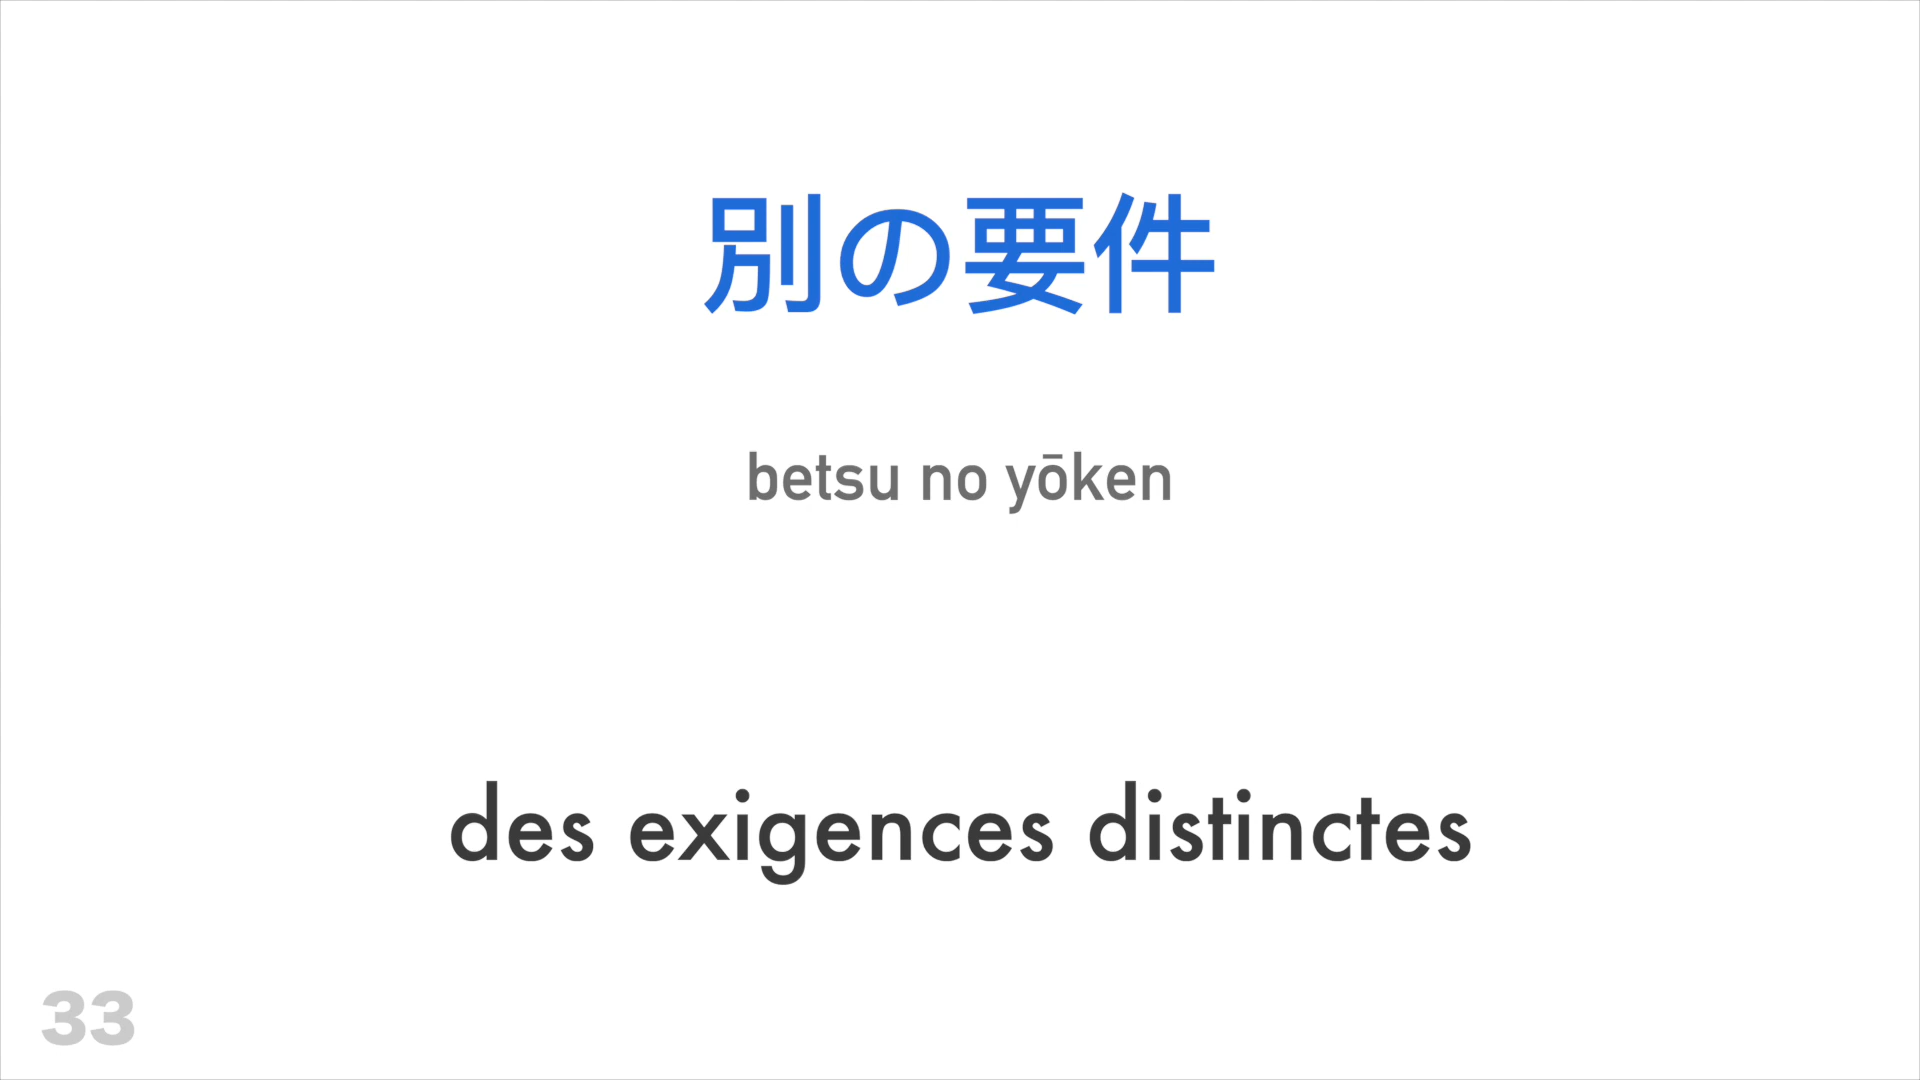 別の要件
betsu no yōken
des exigences distinctes
33